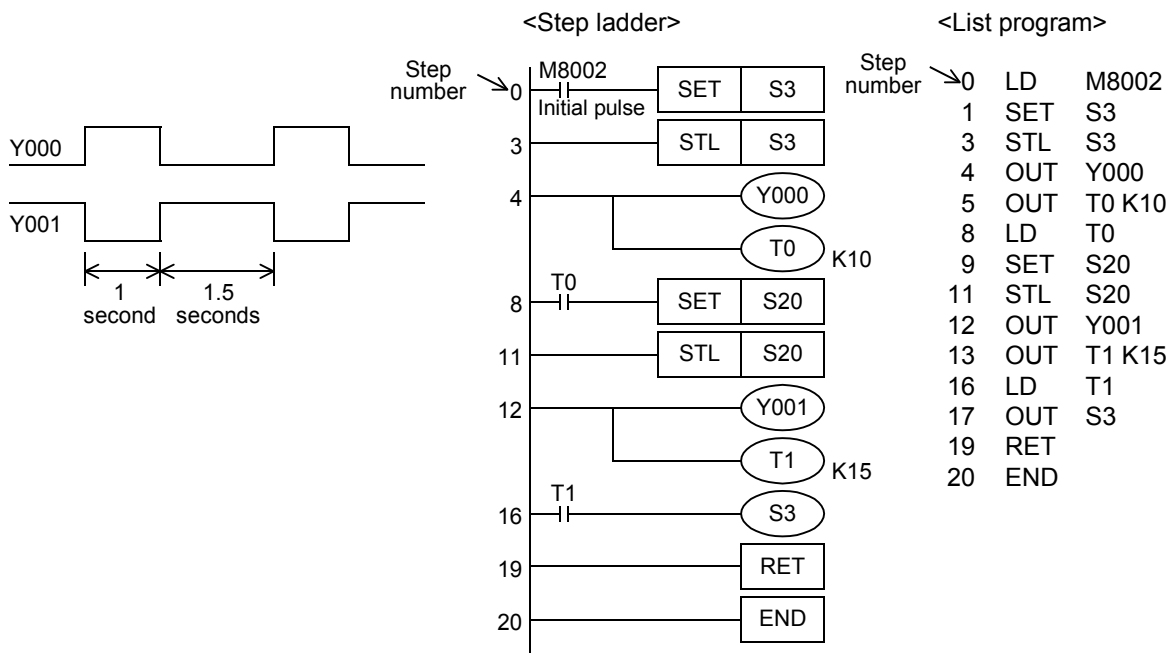 <Step ladder>
<List program>
Step
number
0
M8002
Initial pulse
SET S3
3
STL S3
4
Y000
T0
K10
8
T0
SET S20
11
STL S20
12
Y001
T1
K15
16
T1
S3
19
RET
20
END
Step
number
0 LD M8002
1 SET S3
3 STL S3
4 OUT Y000
5 OUT T0 K10
8 LD T0
9 SET S20
11 STL S20
12 OUT Y001
13 OUT T1 K15
16 LD T1
17 OUT S3
19 RET
20 END
Y000
Y001
1
second
1.5
seconds